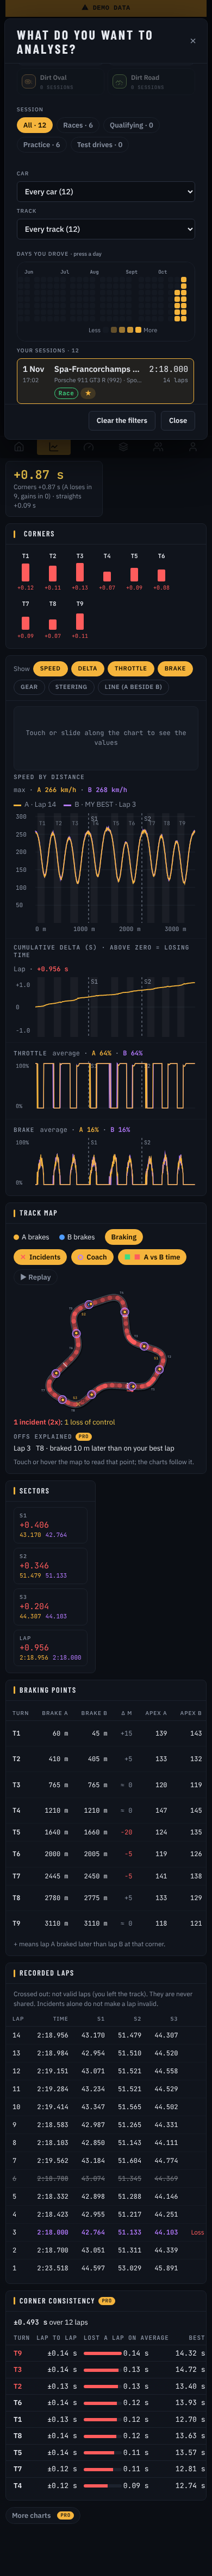 ▲ DEMO DATA
WHAT DO YOU WANT TO
ANALYSE?
×
Dirt Oval
0 SESSIONS
Dirt Road
0 SESSIONS
SESSION
All · 12
Races · 6
Qualifying · 0
Practice · 6
Test drives · 0
CAR
Every car (12)
TRACK
Every track (12)
DAYS YOU DROVE · press a day
Jun Jul Aug Sept Oct
Less More
YOUR SESSIONS · 12
1 Nov Spa-Francorchamps ... 2:18.000
17:02 Porsche 911 GT3 R (992) · Spo... 14 Laps
Race ★
Clear the filters
Close
+0.87 s
Corners +0.87 s (A loses in
9, gains in 0) · straights
+0.09 s
CORNERS
T1 T2 T3 T4 T5 T6
+0.12 +0.11 +0.13 +0.07 +0.09 +0.08
T7 T8 T9
+0.09 +0.07 +0.11
Show SPEED DELTA THROTTLE BRAKE
GEAR STEERING LINE (A BESIDE B)
Touch or slide along the chart to see the
values
SPEED BY DISTANCE
max · A 266 km/h · B 268 km/h
A · Lap 14 B · MY BEST · Lap 3
300
S1 S2
T1 T2 T3 T4 T5 T6 T7 T8 T9
250
200
150
100
50
0 m 1000 m 2000 m 3000 m
CUMULATIVE DELTA (S) · ABOVE ZERO = LOSING
TIME
Lap · +0.956 s
S1 S2
+1.0
0
-1.0
THROTTLE average · A 64% · B 64%
100%
0%
BRAKE average · A 16% · B 16%
100%
S1 S2
0%
TRACK MAP
A brakes B brakes Braking
× Incidents Coach A vs B time
▶ Replay
1 incident (2x): 1 loss of control
OFFS EXPLAINED PRO
Lap 3 T8 - braked 10 m later than on your best lap
Touch or hover the map to read that point; the charts follow it.
SECTORS
S1
+0.406
43.170 42.764
S2
+0.346
51.479 51.133
S3
+0.204
44.307 44.103
LAP
+0.956
2:18.956 2:18.000
BRAKING POINTS
TURN BRAKE A BRAKE B Δ M APEX A APEX B
T1 60 m 45 m +15 139 143
T2 410 m 405 m +5 133 132
T3 765 m 765 m = 0 120 119
T4 1210 m 1210 m = 0 147 145
T5 1640 m 1660 m -20 124 135
T6 2000 m 2005 m -5 119 126
T7 2445 m 2450 m -5 141 138
T8 2780 m 2775 m +5 133 129
T9 3110 m 3110 m = 0 118 121
+ means lap A braked later than lap B at that corner.
RECORDED LAPS
Crossed out: not valid laps (you left the track). They are never
shared. Incidents alone do not make a lap invalid.
LAP TIME S1 S2 S3
14 2:18.956 43.170 51.479 44.307
13 2:18.984 42.954 51.510 44.520
12 2:19.151 43.071 51.521 44.558
11 2:19.284 43.234 51.521 44.529
10 2:19.414 43.347 51.565 44.502
9 2:18.583 42.987 51.265 44.331
8 2:18.103 42.850 51.143 44.111
7 2:19.562 43.184 51.604 44.774
6 2:18.788 43.074 51.345 44.369
5 2:18.332 42.898 51.288 44.146
4 2:18.423 42.955 51.217 44.251
3 2:18.000 42.764 51.133 44.103 Loss
2 2:18.700 43.051 51.311 44.339
1 2:23.518 44.597 53.029 45.891
CORNER CONSISTENCY PRO
±0.493 s over 12 laps
TURN LAP TO LAP LOST A LAP ON AVERAGE BEST
T9 ±0.14 s 0.14 s 14.32 s
T3 ±0.14 s 0.13 s 14.72 s
T2 ±0.13 s 0.13 s 13.40 s
T6 ±0.14 s 0.12 s 13.93 s
T1 ±0.13 s 0.12 s 12.70 s
T8 ±0.14 s 0.12 s 13.63 s
T5 ±0.14 s 0.11 s 13.57 s
T7 ±0.12 s 0.11 s 12.81 s
T4 ±0.12 s 0.09 s 12.74 s
More charts PRO